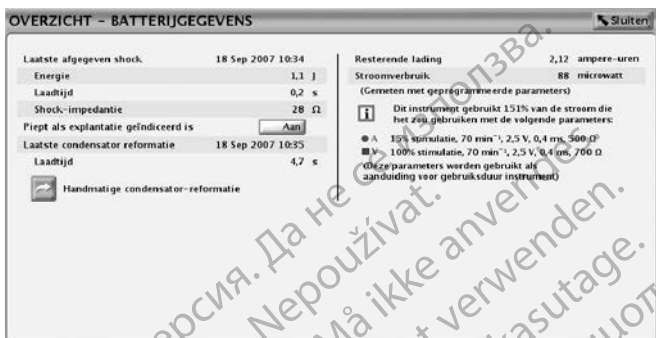 OVERZICHT - BATTERIJGEGEVENS
Sluiten
Laatste afgegeven shock 18 Sep 2007 10:34
Energie 1,1 J
Laadtijd 0,2 s
Shock-impedantie 28 Ω
Piept als explantatie geïndiceerd is Aan
Laatste condensator reformatie 18 Sep 2007 10:35
Laadtijd 4,7 s
Handmatige condensator-reformatie
Resterende lading 2,12 ampere-uren
Stroomverbruik 88 microwatt
(Gemeten met geprogrammeerde parameters)
Dit instrument gebruikt 151% van de stroom die
het zou gebruiken met de volgende parameters:
A 15% stimulatie, 70 min⁻¹, 2,5 V, 0,4 ms, 500 Ω
V 100% stimulatie, 70 min⁻¹, 2,5 V, 0,4 ms, 700 Ω
(Deze parameters worden gebruikt als
aanduiding voor gebruiksduur instrument)
версия. Да не се използва.
Nepoužívat.
Må ikke anvendes.
verwenden.
kasutage.